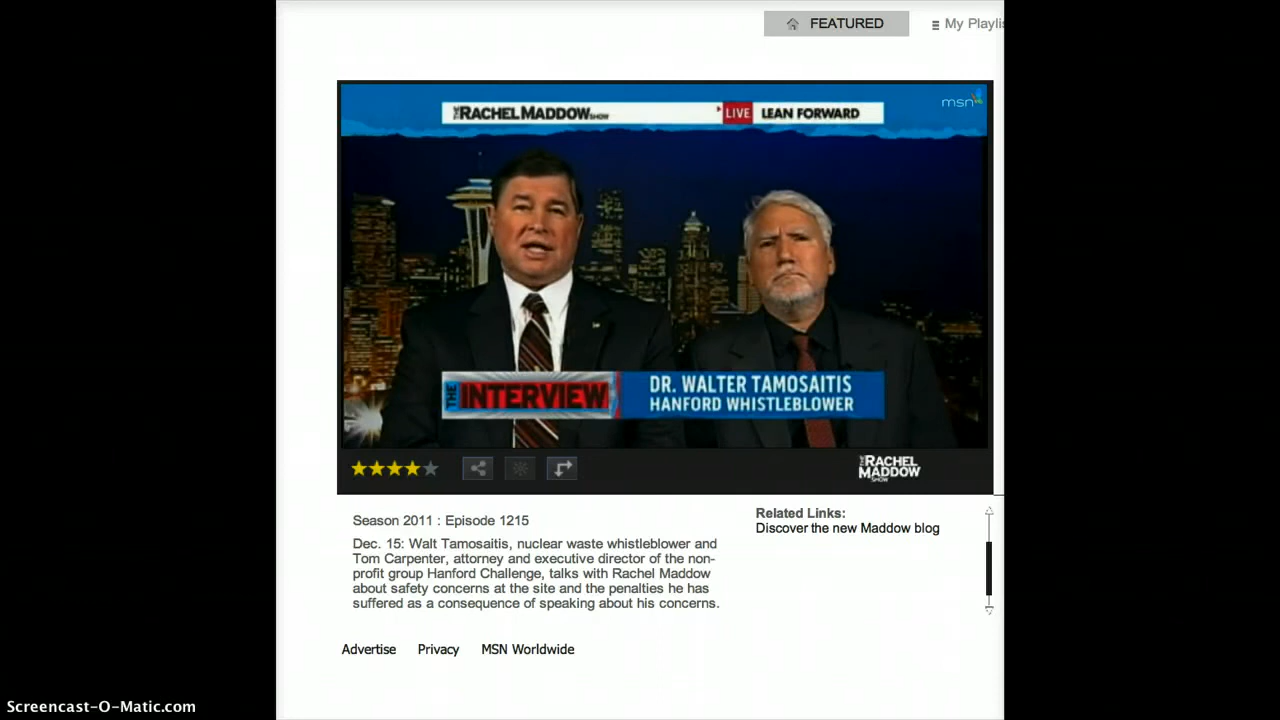 FEATURED
My Playlis
msn
THE RACHEL MADDOW SHOW
LIVE LEAN FORWARD
THE INTERVIEW
DR. WALTER TAMOSAITIS
HANFORD WHISTLEBLOWER
THE RACHEL
MADDOW
SHOW
Season 2011 : Episode 1215
Dec. 15: Walt Tamosaitis, nuclear waste whistleblower and
Tom Carpenter, attorney and executive director of the non-
profit group Hanford Challenge, talks with Rachel Maddow
about safety concerns at the site and the penalties he has
suffered as a consequence of speaking about his concerns.
Related Links:
Discover the new Maddow blog
Advertise Privacy MSN Worldwide
Screencast-O-Matic.com